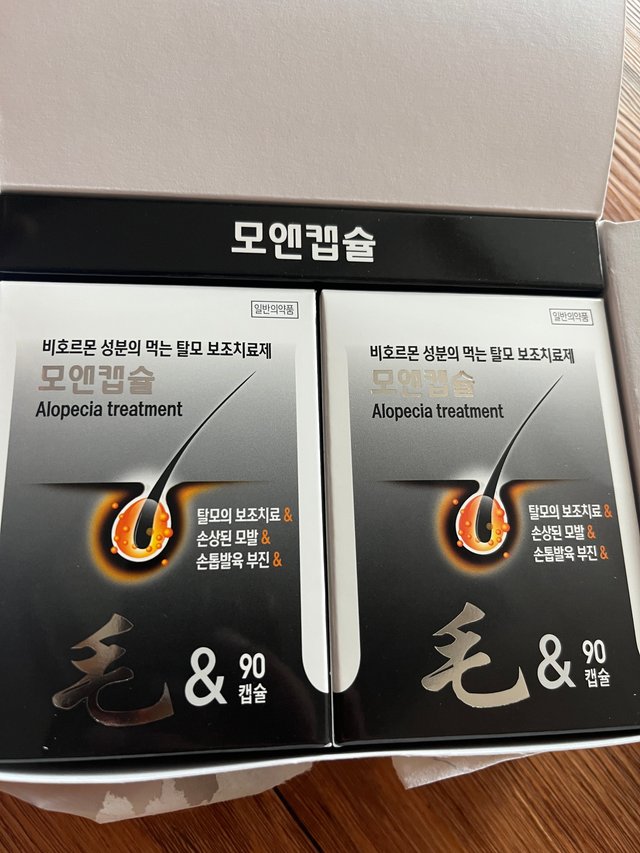 모앤캡슐
일반의약품
비호르몬 성분의 먹는 탈모 보조치료제
모앤캡슐
Alopecia treatment
탈모의 보조치료 &
손상된 모발 &
손톱발육 부진 &
毛 & 90
캡슐
일반의약품
비호르몬 성분의 먹는 탈모 보조치료제
모앤캡슐
Alopecia treatment
탈모의 보조치료 &
손상된 모발 &
손톱발육 부진 &
毛 & 90
캡슐